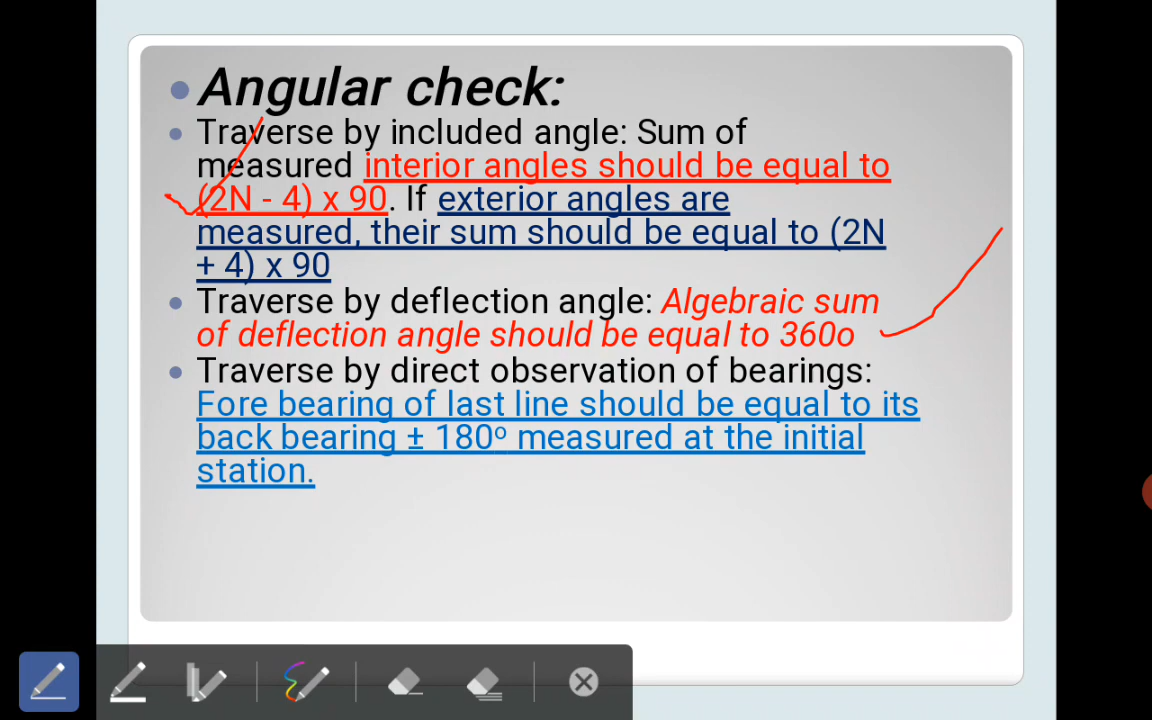 Angular check:
Traverse by included angle: Sum of
measured interior angles should be equal to
(2N - 4) x 90. If exterior angles are
measured, their sum should be equal to (2N
+ 4) x 90
Traverse by deflection angle: Algebraic sum
of deflection angle should be equal to 360o
Traverse by direct observation of bearings:
Fore bearing of last line should be equal to its
back bearing ± 180º measured at the initial
station.